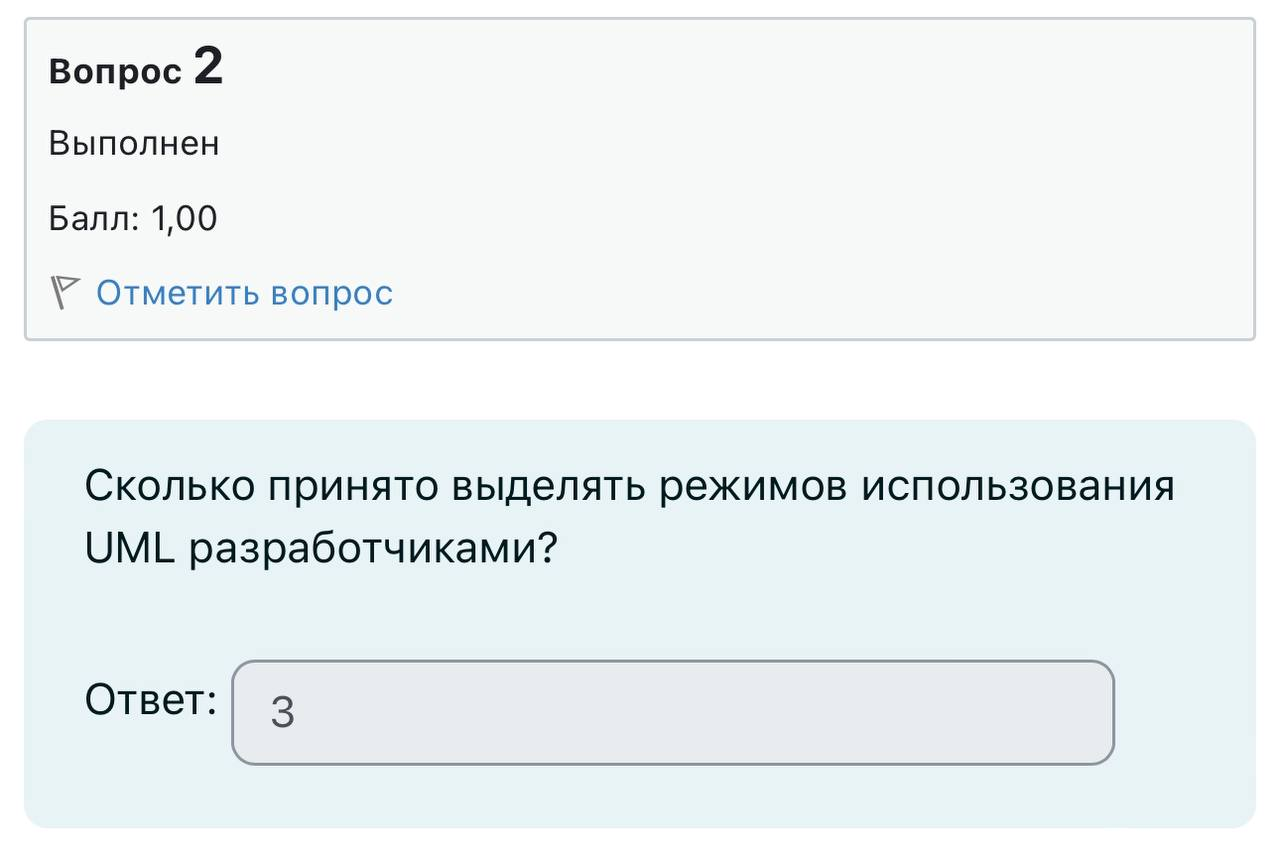 Вопрос 2
Выполнен
Балл: 1,00
Отметить вопрос
Сколько принято выделять режимов использования
UML разработчиками?
Ответ: 3